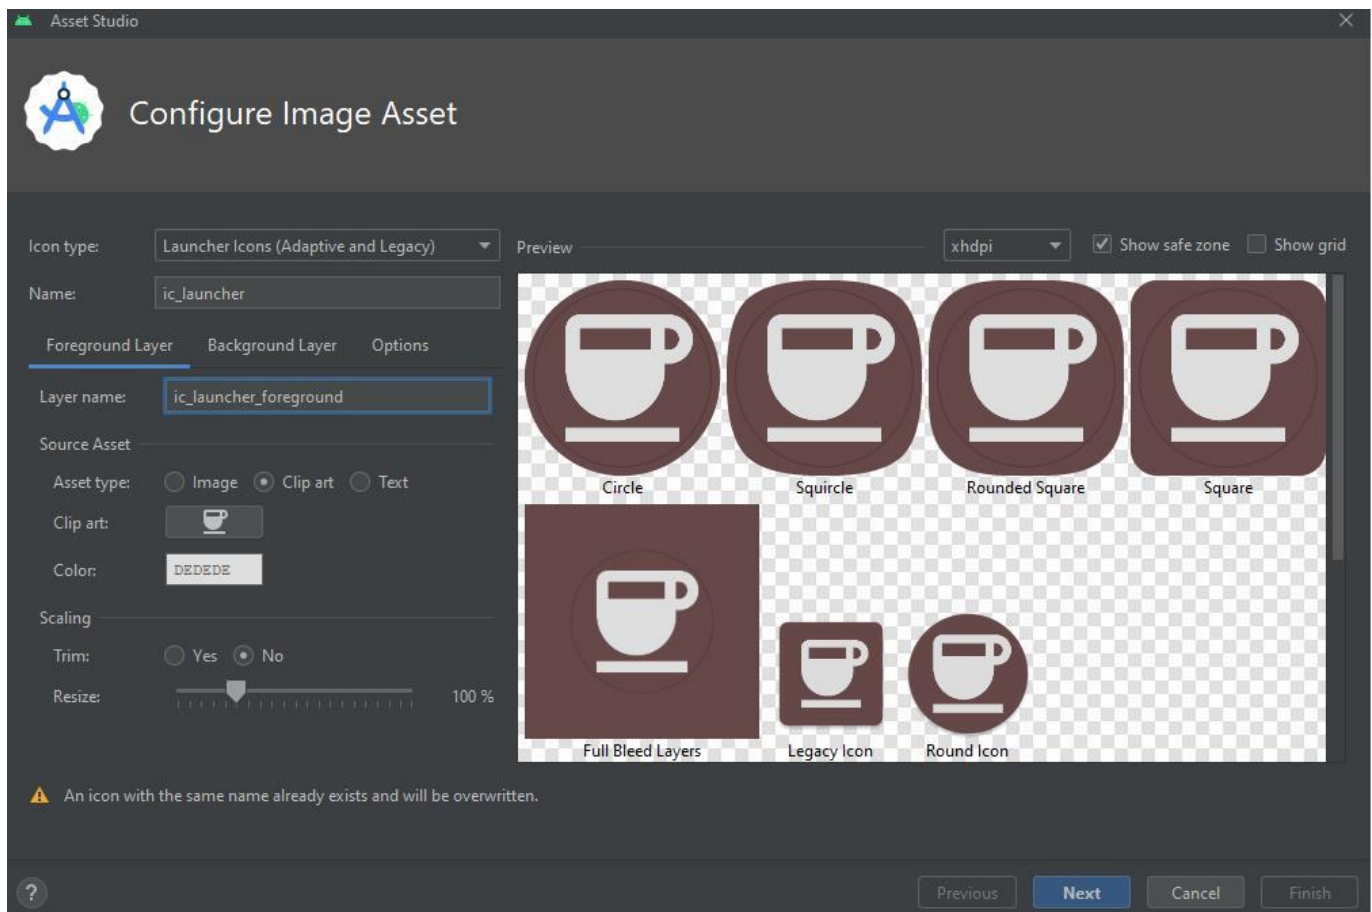 Asset Studio
Configure Image Asset
Icon type: Launcher Icons (Adaptive and Legacy)
Name: ic_launcher
Foreground Layer Background Layer Options
Layer name: ic_launcher_foreground
Source Asset
Asset type: Image Clip art Text
Clip art:
Color: DEDEDE
Scaling
Trim: Yes No
Resize: 100 %
Preview xhdpi Show safe zone Show grid
Circle Squircle Rounded Square Square
Full Bleed Layers Legacy Icon Round Icon
An icon with the same name already exists and will be overwritten.
? Previous Next Cancel Finish